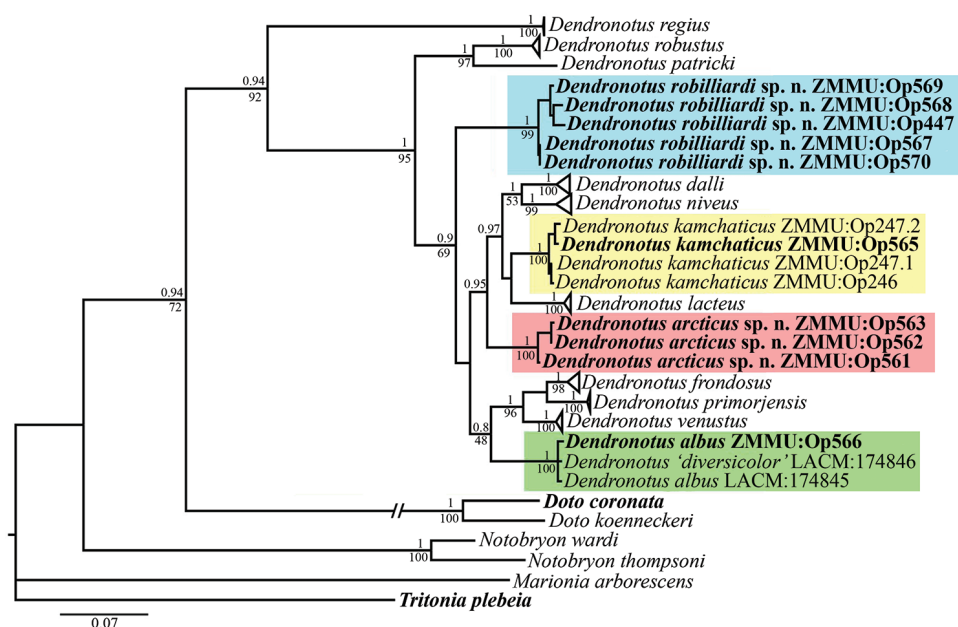 1
100
Dendronotus regius
1
100
Dendronotus robustus
1
97
Dendronotus patricki
0.94
92
Dendronotus robilliardi sp. n. ZMMU:Op569
Dendronotus robilliardi sp. n. ZMMU:Op568
1
99
Dendronotus robilliardi sp. n. ZMMU:Op447
Dendronotus robilliardi sp. n. ZMMU:Op567
Dendronotus robilliardi sp. n. ZMMU:Op570
1
95
1
100
Dendronotus dalli
1
53
1
99
Dendronotus niveus
0.97
Dendronotus kamchaticus ZMMU:Op247.2
0.9
69
1
100
Dendronotus kamchaticus ZMMU:Op565
Dendronotus kamchaticus ZMMU:Op247.1
Dendronotus kamchaticus ZMMU:Op246
0.95
0.94
72
1
100
Dendronotus lacteus
Dendronotus arcticus sp. n. ZMMU:Op563
1
100
Dendronotus arcticus sp. n. ZMMU:Op562
Dendronotus arcticus sp. n. ZMMU:Op561
1
98
Dendronotus frondosus
1
96
1
100
Dendronotus primorjensis
1
100
Dendronotus venustus
0.8
48
Dendronotus albus ZMMU:Op566
1
100
Dendronotus ‘diversicolor’ LACM:174846
Dendronotus albus LACM:174845
1
100
Doto coronata
Doto koenneckeri
1
100
Notobryon wardi
Notobryon thompsoni
Marionia arborescens
Tritonia plebeia
0.07